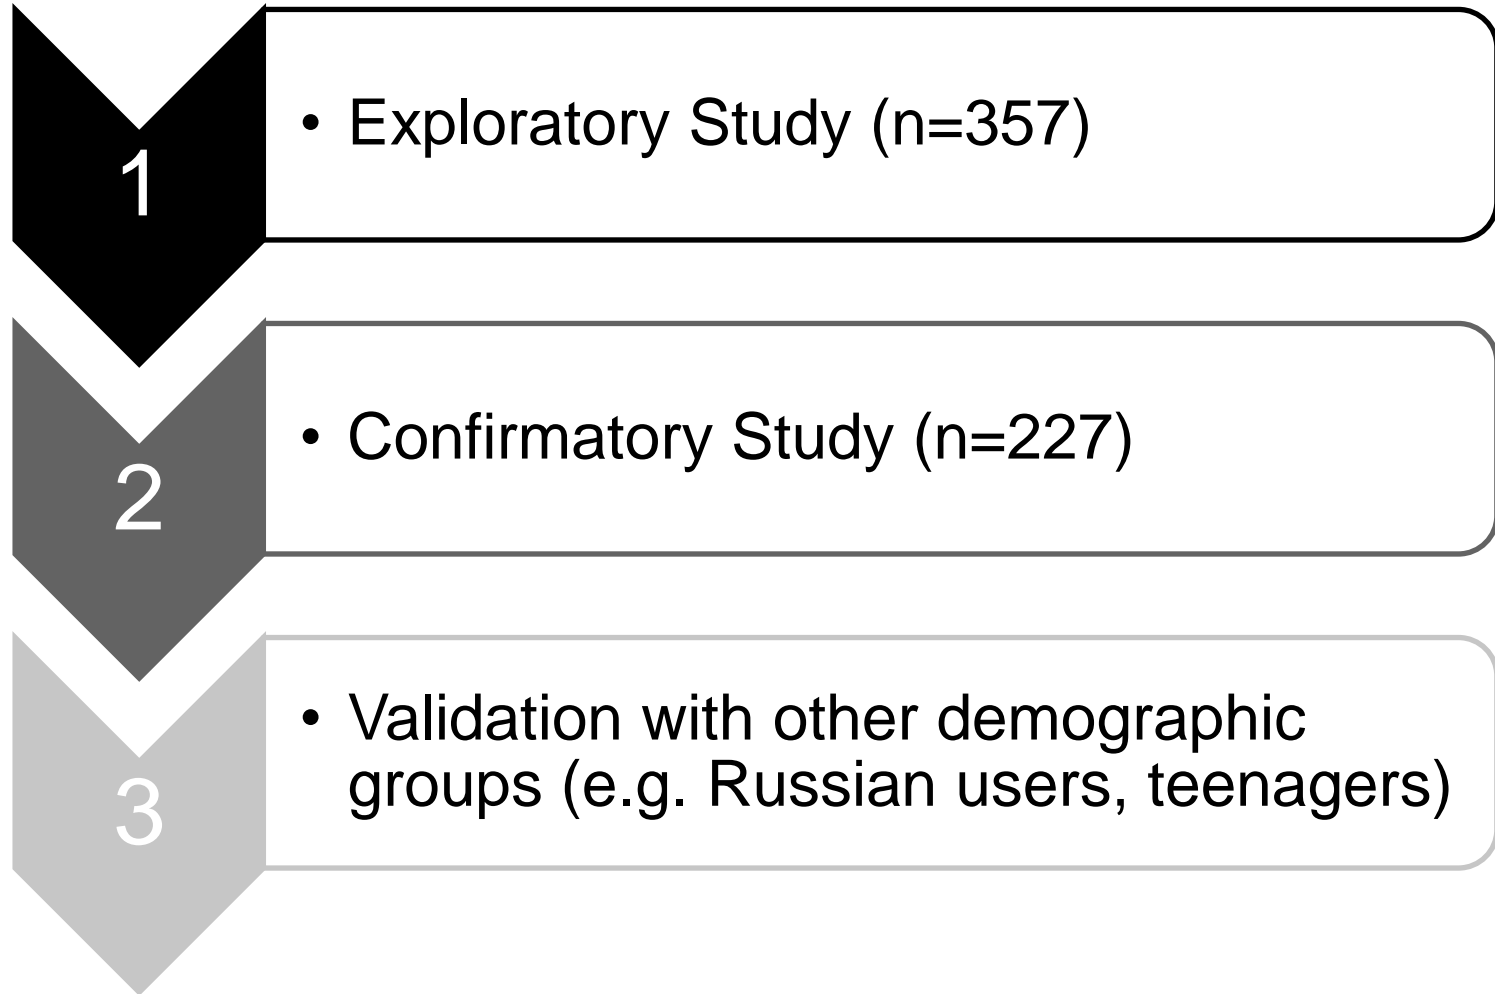 1
• Exploratory Study (n=357)
2
• Confirmatory Study (n=227)
3
• Validation with other demographic
groups (e.g. Russian users, teenagers)